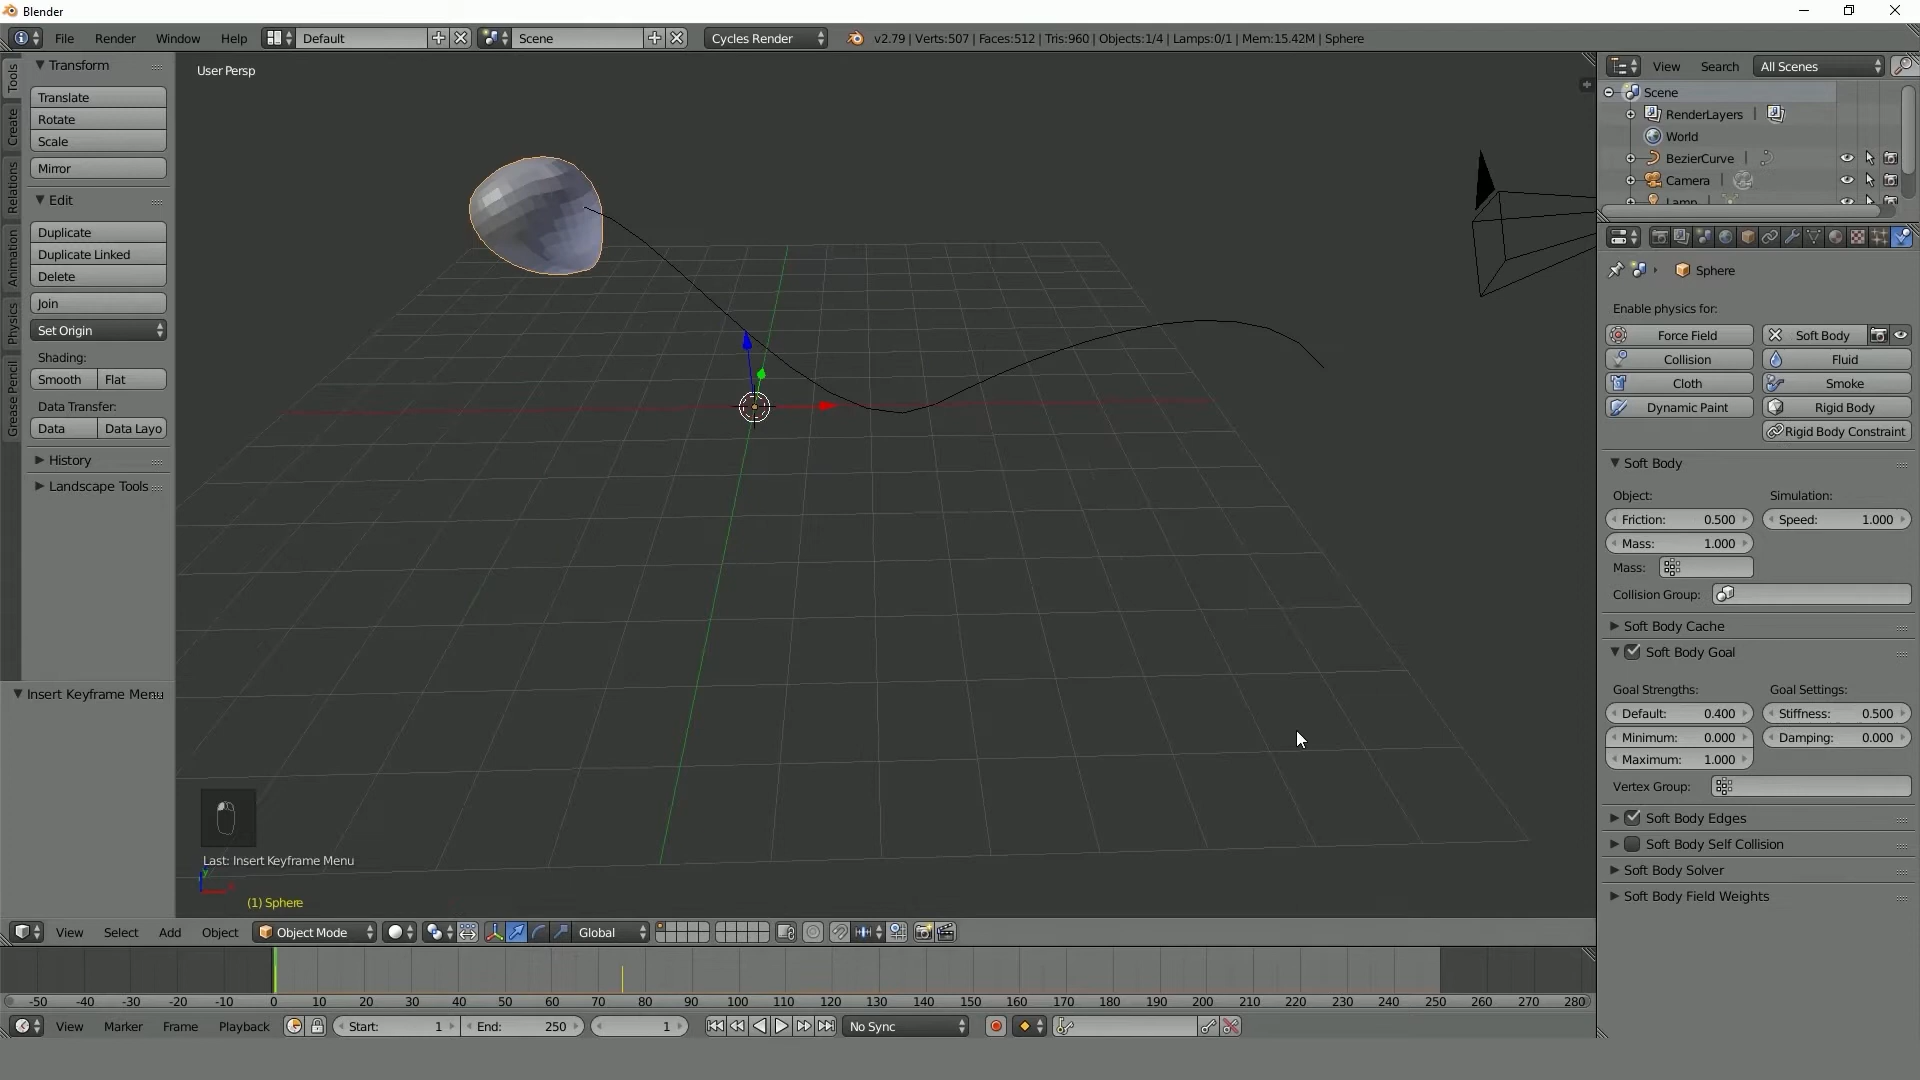 Blender
File Render Window Help Default Scene Cycles Render v2.79 | Verts:507 | Faces:512 | Tris:960 | Objects:1/4 | Lamps:0/1 | Mem:15.42M | Sphere
Tools
Create
Relations
Animation
Physics
Grease Pencil
Transform
Translate
Rotate
Scale
Mirror
Edit
Duplicate
Duplicate Linked
Delete
Join
Set Origin
Shading:
Smooth Flat
Data Transfer:
Data Data Layo
History
Landscape Tools
Insert Keyframe Menu
User Persp
Last: Insert Keyframe Menu
(1) Sphere
View Search All Scenes
Scene
RenderLayers
World
BezierCurve
Camera
Lamp
Sphere
Enable physics for:
Force Field Soft Body
Collision Fluid
Cloth Smoke
Dynamic Paint Rigid Body
Rigid Body Constraint
Soft Body
Object: Simulation:
Friction: 0.500 Speed: 1.000
Mass: 1.000
Mass:
Collision Group:
Soft Body Cache
Soft Body Goal
Goal Strengths: Goal Settings:
Default: 0.400 Stiffness: 0.500
Minimum: 0.000 Damping: 0.000
Maximum: 1.000
Vertex Group:
Soft Body Edges
Soft Body Self Collision
Soft Body Solver
Soft Body Field Weights
View Select Add Object Object Mode Global
-50 -40 -30 -20 -10 0 10 20 30 40 50 60 70 80 90 100 110 120 130 140 150 160 170 180 190 200 210 220 230 240 250 260 270 280
View Marker Frame Playback Start: 1 End: 250 1 No Sync